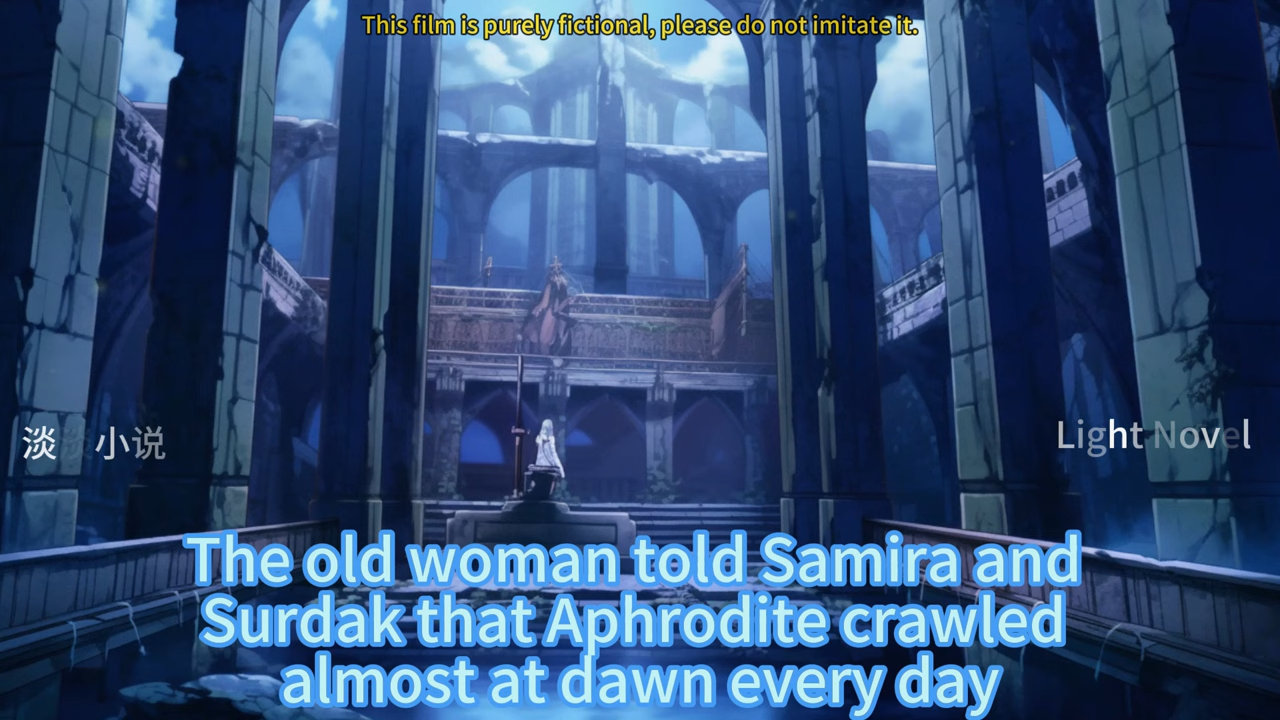 This film is purely fictional, please do not imitate it.
淡淡小说
Light Novel
The old woman told Samira and
Surdak that Aphrodite crawled
almost at dawn every day